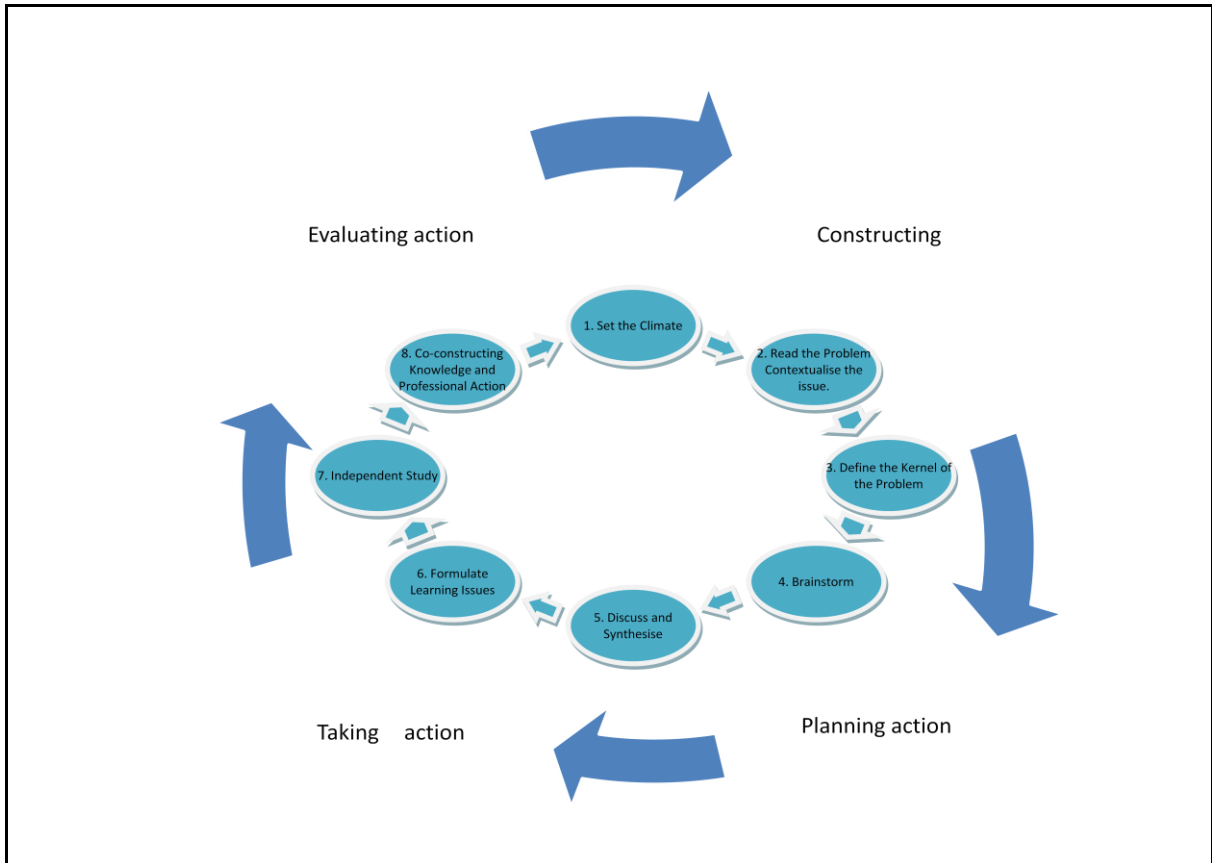 Evaluating action
Constructing
1. Set the Climate
2. Read the Problem
Contextualise the
issue.
3. Define the Kernel of
the Problem
4. Brainstorm
5. Discuss and
Synthesise
6. Formulate
Learning Issues
7. Independent Study
8. Co-constructing
Knowledge and
Professional Action
Taking action
Planning action